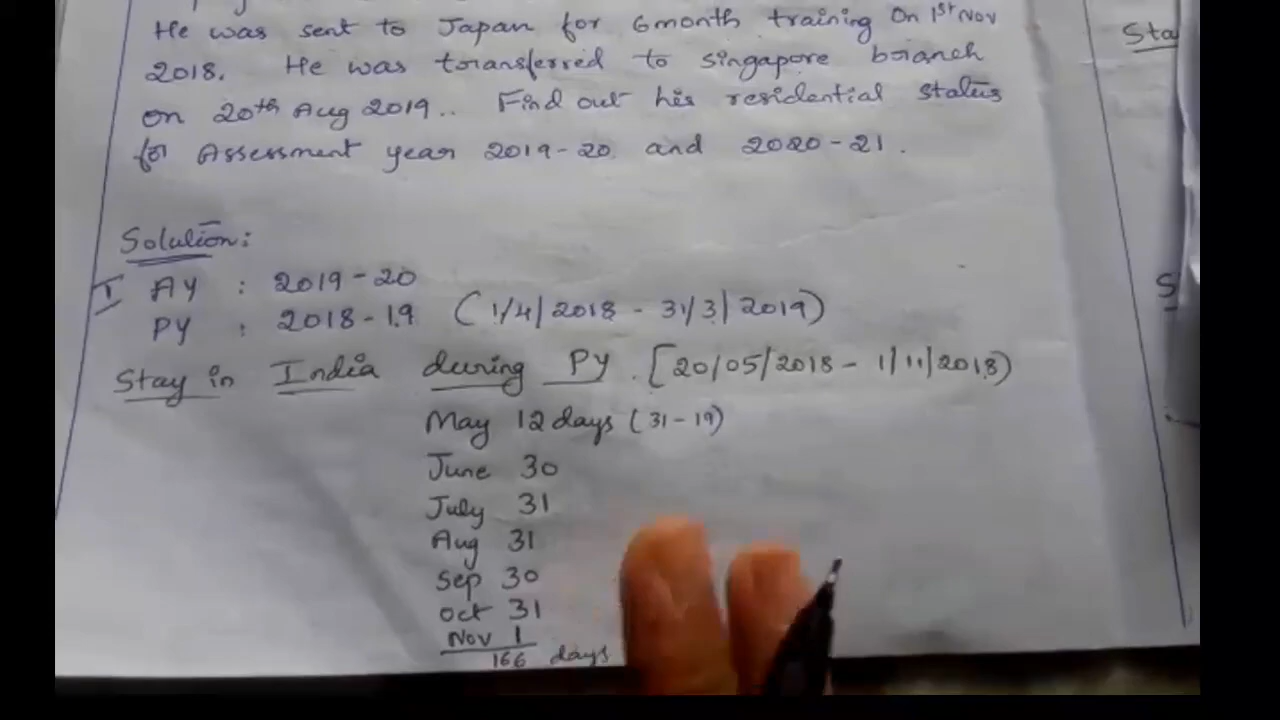 He was sent to Japan for 6month training on 1st Nov
2018. He was transferred to singapore branch
on 20th Aug 2019.. Find out his residential status
for Assessment year 2019-20 and 2020-21.
Solution:
I AY : 2019-20
PY : 2018-19 (1/4/2018 - 31/3/2019)
Stay in India during PY. [20/05/2018 - 1/11/2018)
May 12 days (31-19)
June 30
July 31
Aug 31
Sep 30
Oct 31
Nov 1
166 days
Sta
S